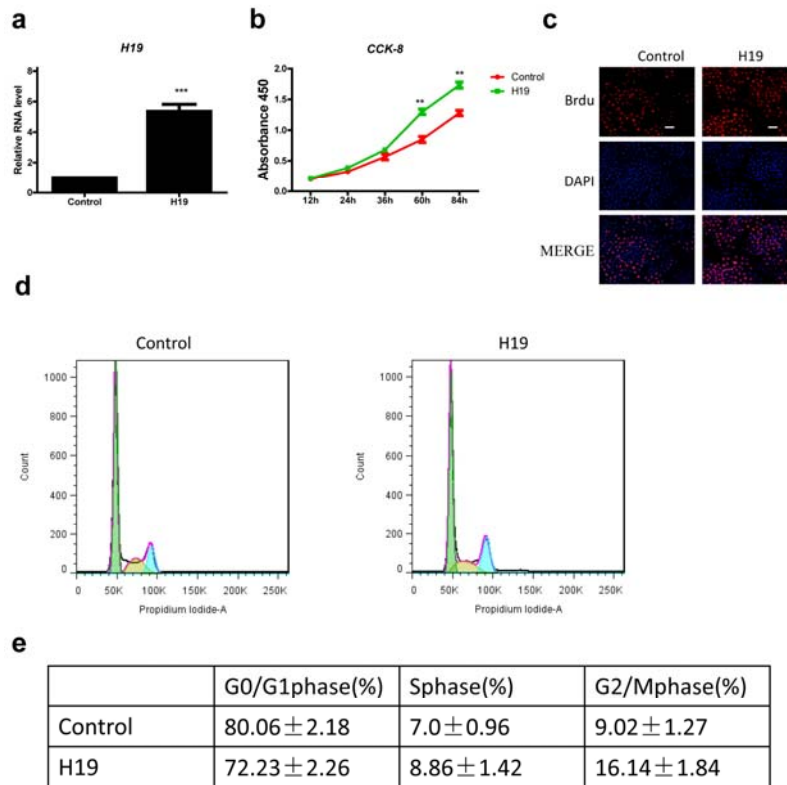 a
H19
Relative RNA level
8
6
4
2
0
***
Control
H19
b
CCK-8
Absorbance 450
2.0
1.5
1.0
0.5
0.0
**
**
12h 24h 36h 60h 84h
Control
H19
c
Control H19
Brdu
DAPI
MERGE
d
Control
Count
1000
800
600
400
200
0
0 50K 100K 150K 200K 250K
Propidium Iodide-A
H19
Count
1000
800
600
400
200
0
0 50K 100K 150K 200K 250K
Propidium Iodide-A
e
G0/G1phase(%) Sphase(%) G2/Mphase(%)
Control 80.06±2.18 7.0±0.96 9.02±1.27
H19 72.23±2.26 8.86±1.42 16.14±1.84